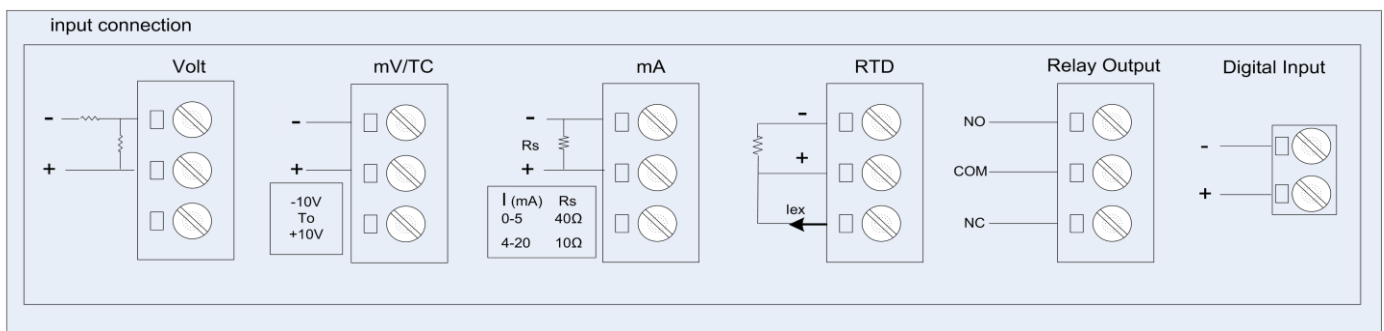 input connection
Volt
-
+
mV/TC
-
+
-10V
To
+10V
mA
-
Rs
+
I (mA) Rs
0-5 40Ω
4-20 10Ω
RTD
-
+
Iex
Relay Output
NO
COM
NC
Digital Input
-
+